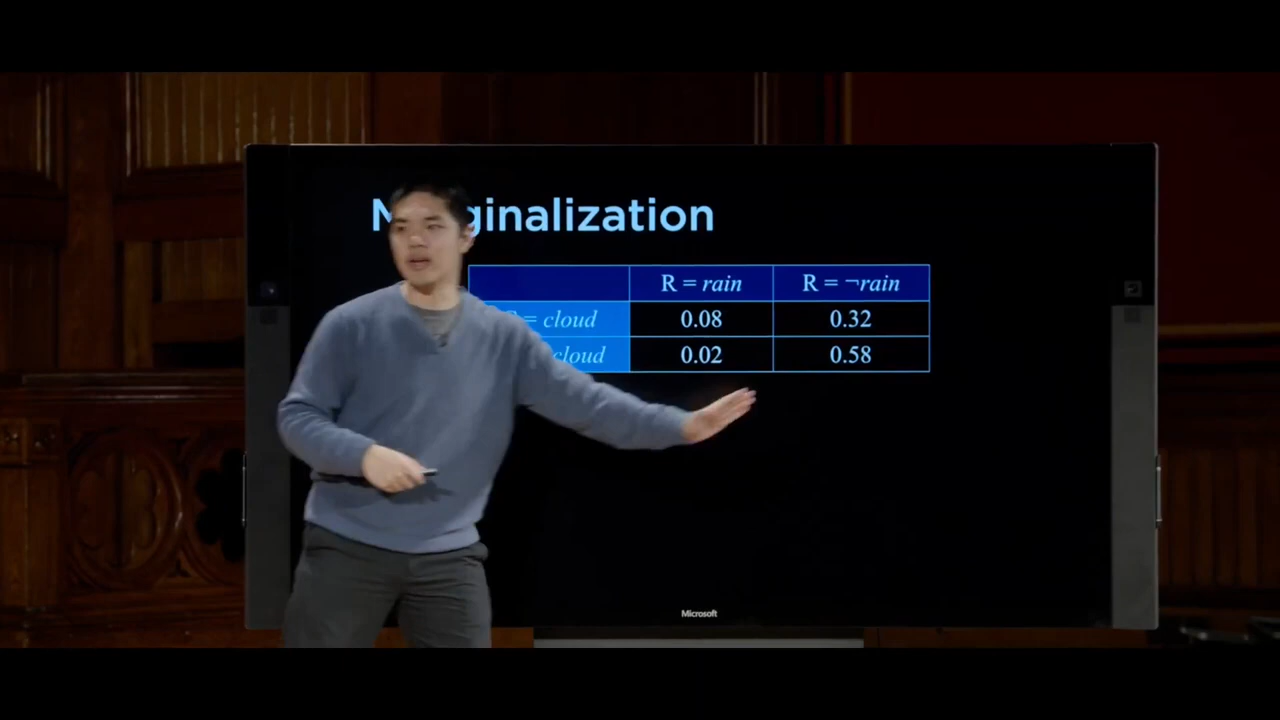 ginalization
R = rain R = ¬rain
= cloud 0.08 0.32
cloud 0.02 0.58
Microsoft